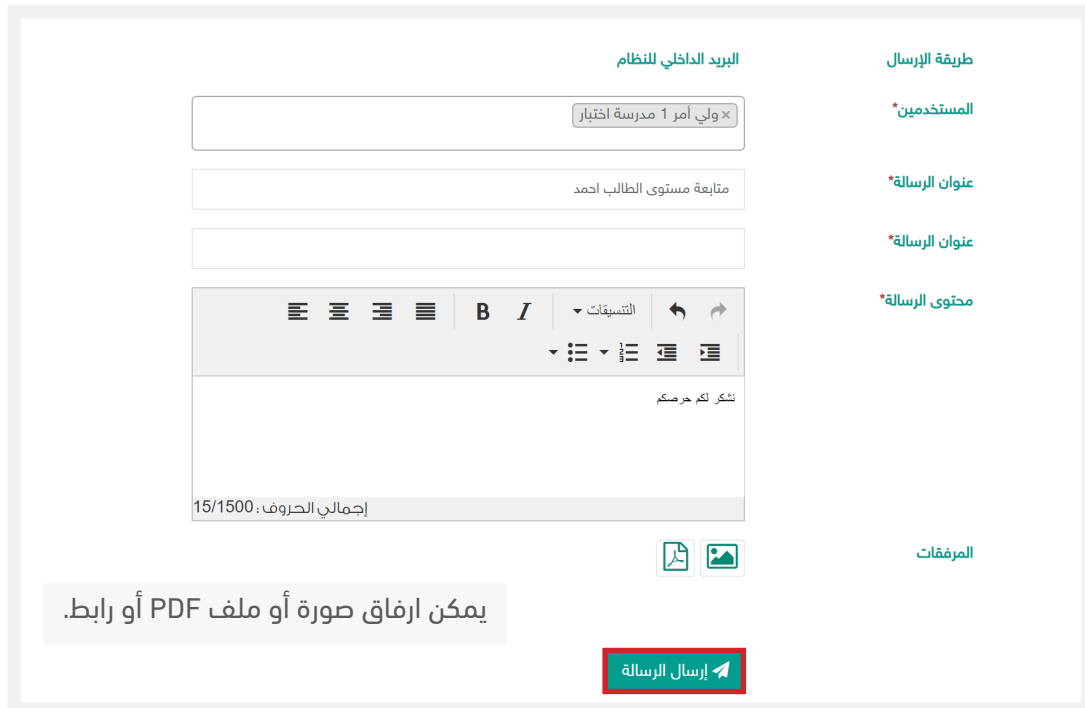 طريقة الإرسال البريد الداخلي للنظام
المستخدمين* × ولي أمر 1 مدرسة اختبار
عنوان الرسالة* متابعة مستوى الطالب احمد
عنوان الرسالة*
محتوى الرسالة* التنسيقات I B
نشكر لكم حرصكم
إجمالي الحروف : 15/1500
المرفقات
يمكن ارفاق صورة أو ملف PDF أو رابط.
إرسال الرسالة